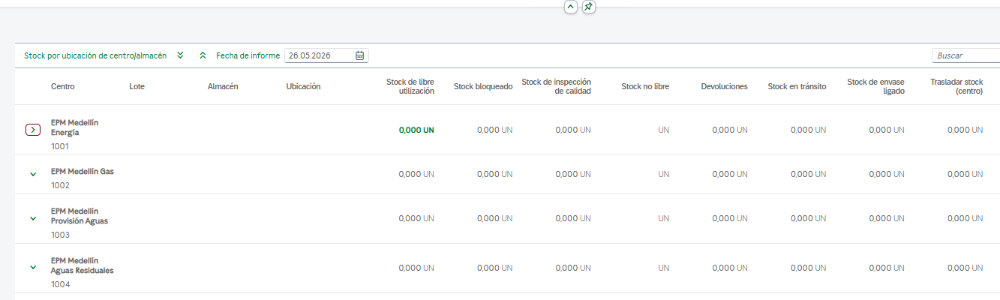 Stock por ubicación de centro/almacén Fecha de informe 26.05.2026 Buscar
Centro Lote Almacén Ubicación Stock de libre utilización Stock bloqueado Stock de inspección de calidad Stock no libre Devoluciones Stock en tránsito Stock de envase ligado Trasladar stock (centro)
EPM Medellín
Energía
1001
0,000 UN 0,000 UN 0,000 UN UN 0,000 UN 0,000 UN 0,000 UN 0,000 UN
EPM Medellín Gas
1002
0,000 UN 0,000 UN 0,000 UN UN 0,000 UN 0,000 UN 0,000 UN 0,000 UN
EPM Medellín
Provisión Aguas
1003
0,000 UN 0,000 UN 0,000 UN UN 0,000 UN 0,000 UN 0,000 UN 0,000 UN
EPM Medellín
Aguas Residuales
1004
0,000 UN 0,000 UN 0,000 UN UN 0,000 UN 0,000 UN 0,000 UN 0,000 UN